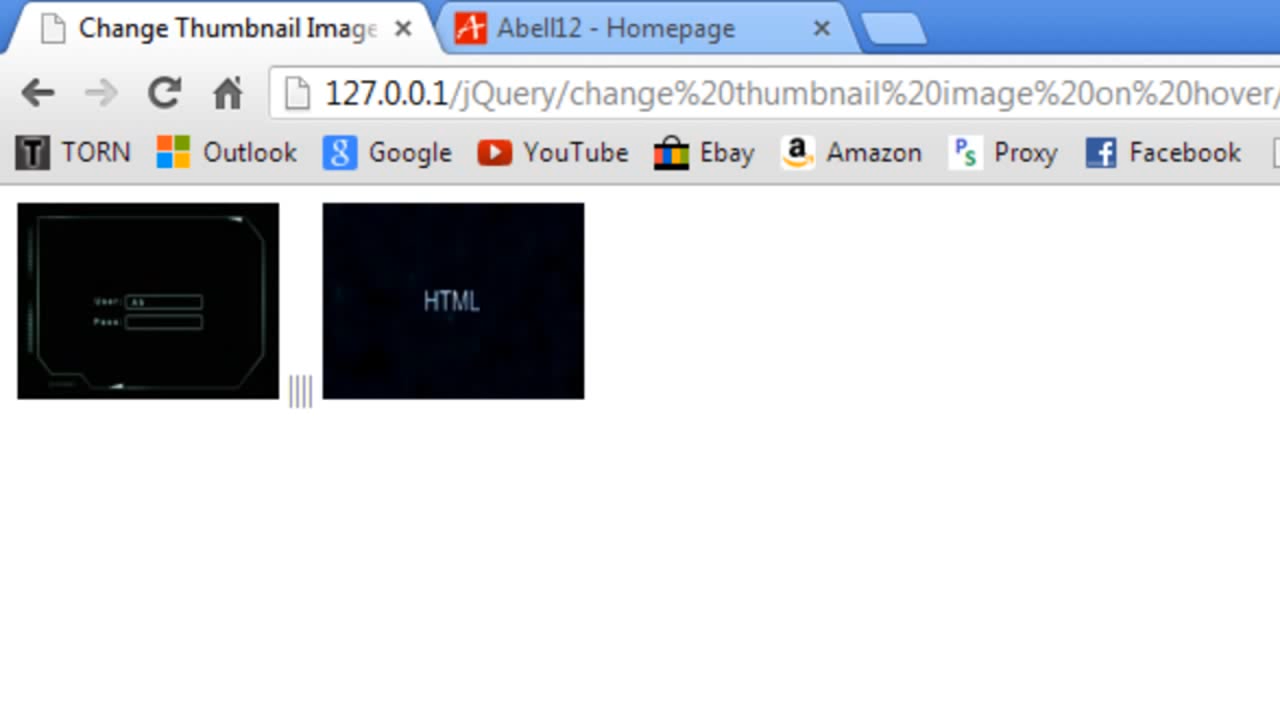 Change Thumbnail Image
Abell12 - Homepage
127.0.0.1/jQuery/change%20thumbnail%20image%20on%20hover/
TORN Outlook Google YouTube Ebay Amazon Proxy Facebook
HTML
User:
Pass:
||||